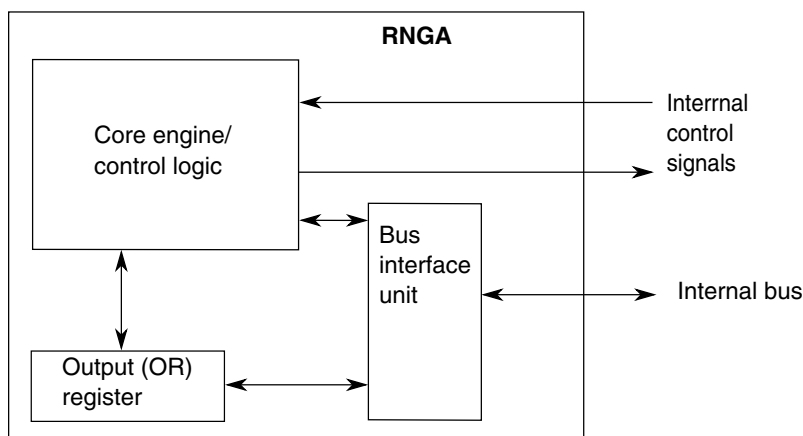 RNGA
Core engine/
control logic
Interrnal
control
signals
Bus
interface
unit
Internal bus
Output (OR)
register